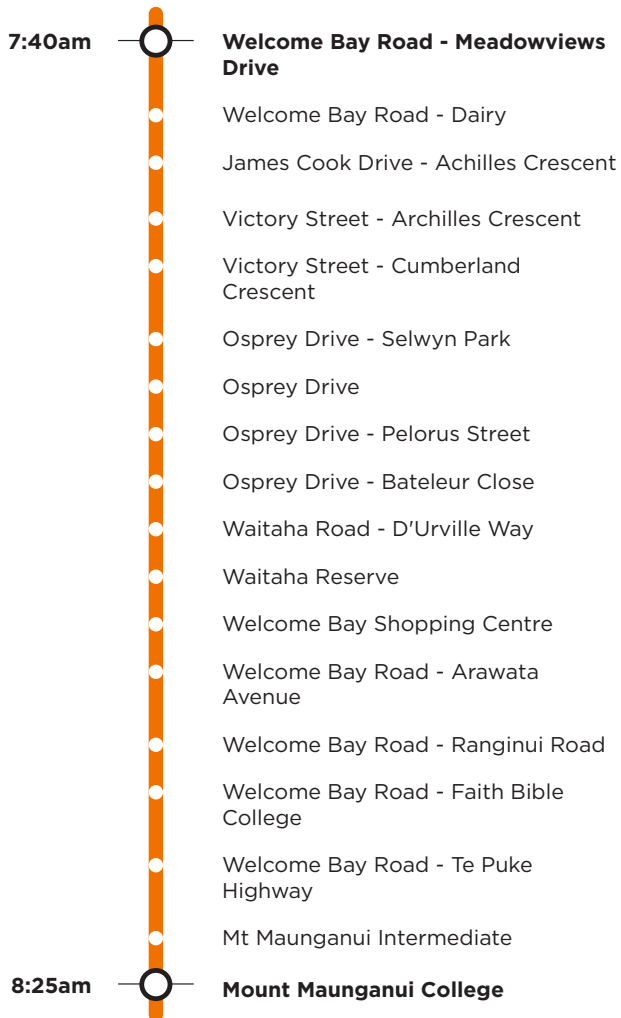 7:40am
Welcome Bay Road - Meadowviews
Drive
Welcome Bay Road - Dairy
James Cook Drive - Achilles Crescent
Victory Street - Archilles Crescent
Victory Street - Cumberland
Crescent
Osprey Drive - Selwyn Park
Osprey Drive
Osprey Drive - Pelorus Street
Osprey Drive - Bateleur Close
Waitaha Road - D'Urville Way
Waitaha Reserve
Welcome Bay Shopping Centre
Welcome Bay Road - Arawata
Avenue
Welcome Bay Road - Ranginui Road
Welcome Bay Road - Faith Bible
College
Welcome Bay Road - Te Puke
Highway
Mt Maunganui Intermediate
8:25am
Mount Maunganui College